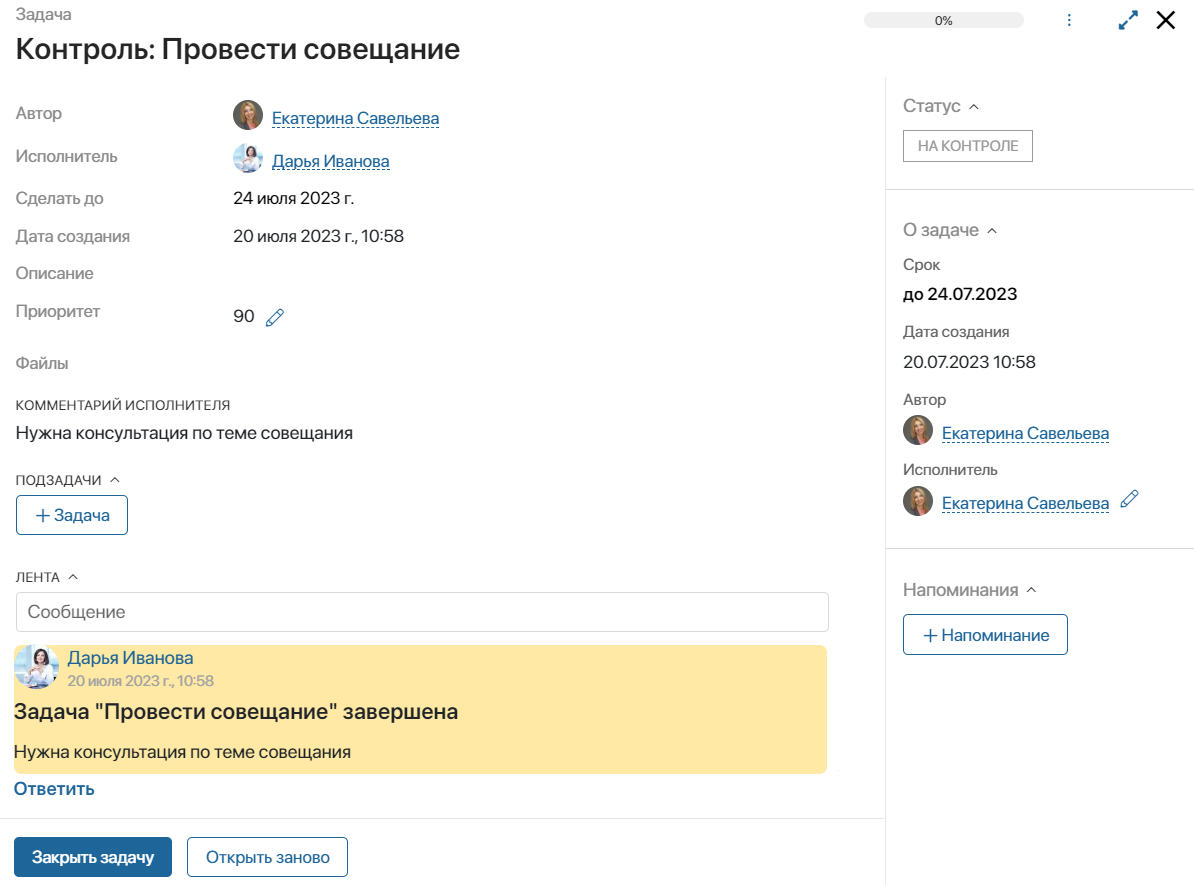 Задача
0%
Контроль: Провести совещание
Автор
Екатерина Савельева
Исполнитель
Дарья Иванова
Сделать до
24 июля 2023 г.
Дата создания
20 июля 2023 г., 10:58
Описание
Приоритет
90
Файлы
КОММЕНТАРИЙ ИСПОЛНИТЕЛЯ
Нужна консультация по теме совещания
ПОДЗАДАЧИ
+ Задача
ЛЕНТА
Сообщение
Дарья Иванова
20 июля 2023 г., 10:58
Задача "Провести совещание" завершена
Нужна консультация по теме совещания
Ответить
Закрыть задачу
Открыть заново
Статус
НА КОНТРОЛЕ
О задаче
Срок
до 24.07.2023
Дата создания
20.07.2023 10:58
Автор
Екатерина Савельева
Исполнитель
Екатерина Савельева
Напоминания
+ Напоминание